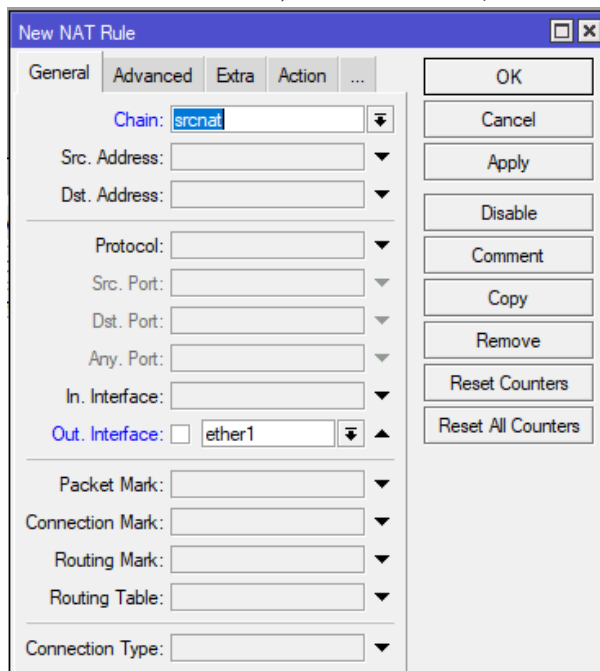 New NAT Rule
General Advanced Extra Action ...
Chain: srcnat
Src. Address:
Dst. Address:
Protocol:
Src. Port:
Dst. Port:
Any. Port:
In. Interface:
Out. Interface: ether1
Packet Mark:
Connection Mark:
Routing Mark:
Routing Table:
Connection Type:
OK
Cancel
Apply
Disable
Comment
Copy
Remove
Reset Counters
Reset All Counters